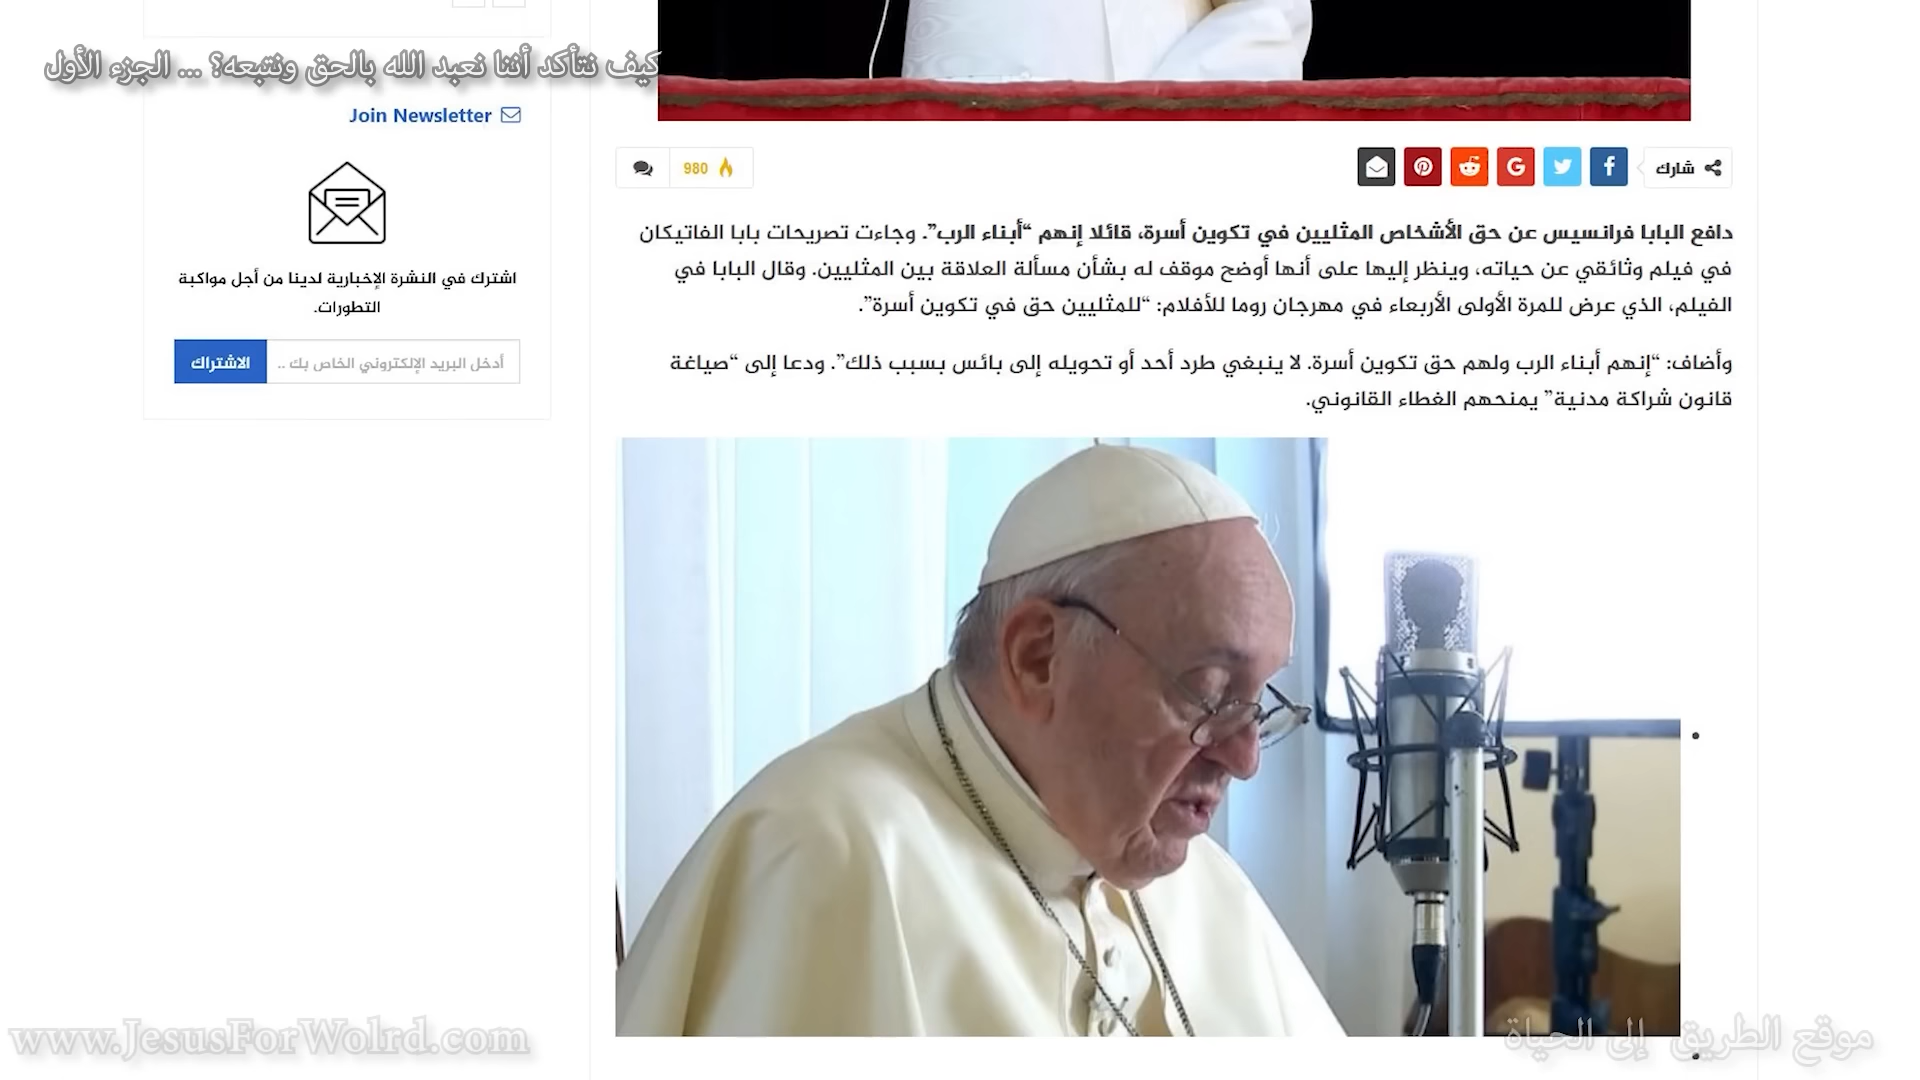 كيف نتأكد أننا نعبد الله بالحق ونتبعه؟ ... الجزء الأول
Join Newsletter
اشترك في النشرة الإخبارية لدينا من أجل مواكبة
التطورات.
أدخل البريد الإلكتروني الخاص بك ..
الاشتراك
شارك
980
دافع البابا فرانسيس عن حق الأشخاص المثليين في تكوين أسرة، قائلا إنهم “أبناء الرب”. وجاءت تصريحات بابا الفاتيكان
في فيلم وثائقي عن حياته، وينظر إليها على أنها أوضح موقف له بشأن مسألة العلاقة بين المثليين. وقال البابا في
الفيلم، الذي عرض للمرة الأولى الأربعاء في مهرجان روما للأفلام: “للمثليين حق في تكوين أسرة”.
وأضاف: “إنهم أبناء الرب ولهم حق تكوين أسرة. لا ينبغي طرد أحد أو تحويله إلى بائس بسبب ذلك”. ودعا إلى “صياغة
قانون شراكة مدنية” يمنحهم الغطاء القانوني.
www.JesusForWolrd.com
موقع الطريق إلى الحياة